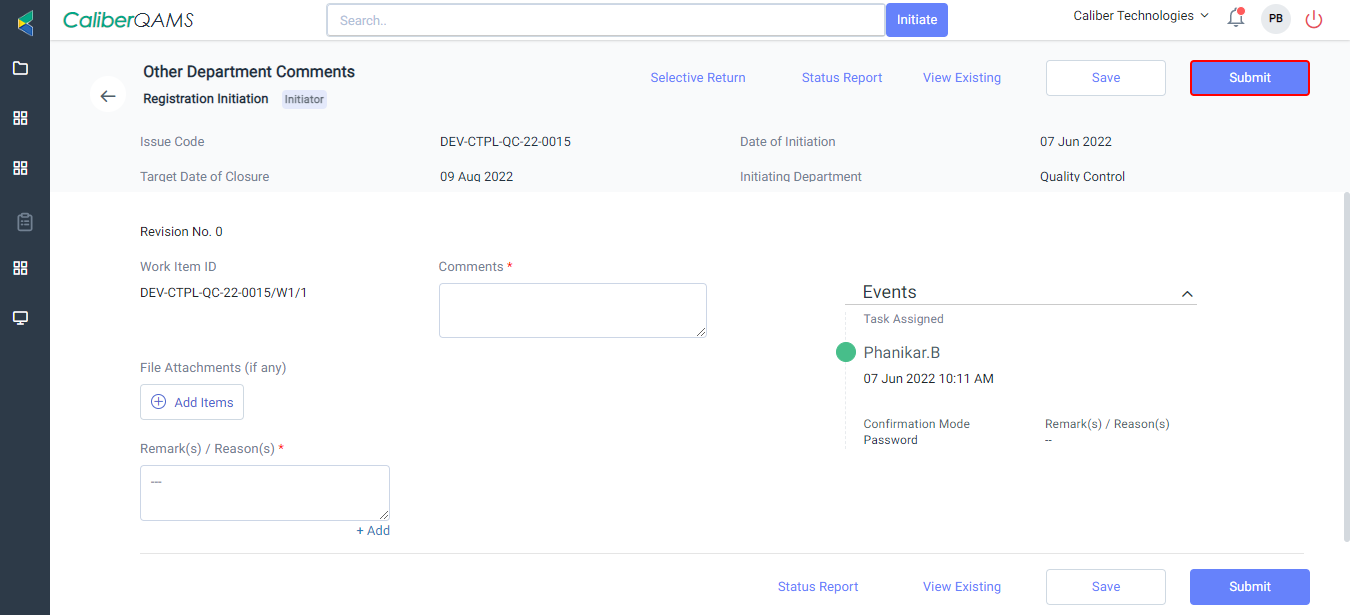 CaliberQAMS
Search..
Initiate
Caliber Technologies
PB
Other Department Comments
Selective Return
Status Report
View Existing
Save
Submit
Registration Initiation
Initiator
Issue Code
DEV-CTPL-QC-22-0015
Date of Initiation
07 Jun 2022
Target Date of Closure
09 Aug 2022
Initiating Department
Quality Control
Revision No. 0
Work Item ID
Comments *
DEV-CTPL-QC-22-0015/W1/1
Events
Task Assigned
Phanikar.B
07 Jun 2022 10:11 AM
File Attachments (if any)
Add Items
Confirmation Mode
Remark(s) / Reason(s)
Password
--
Remark(s) / Reason(s) *
---
+ Add
Status Report
View Existing
Save
Submit